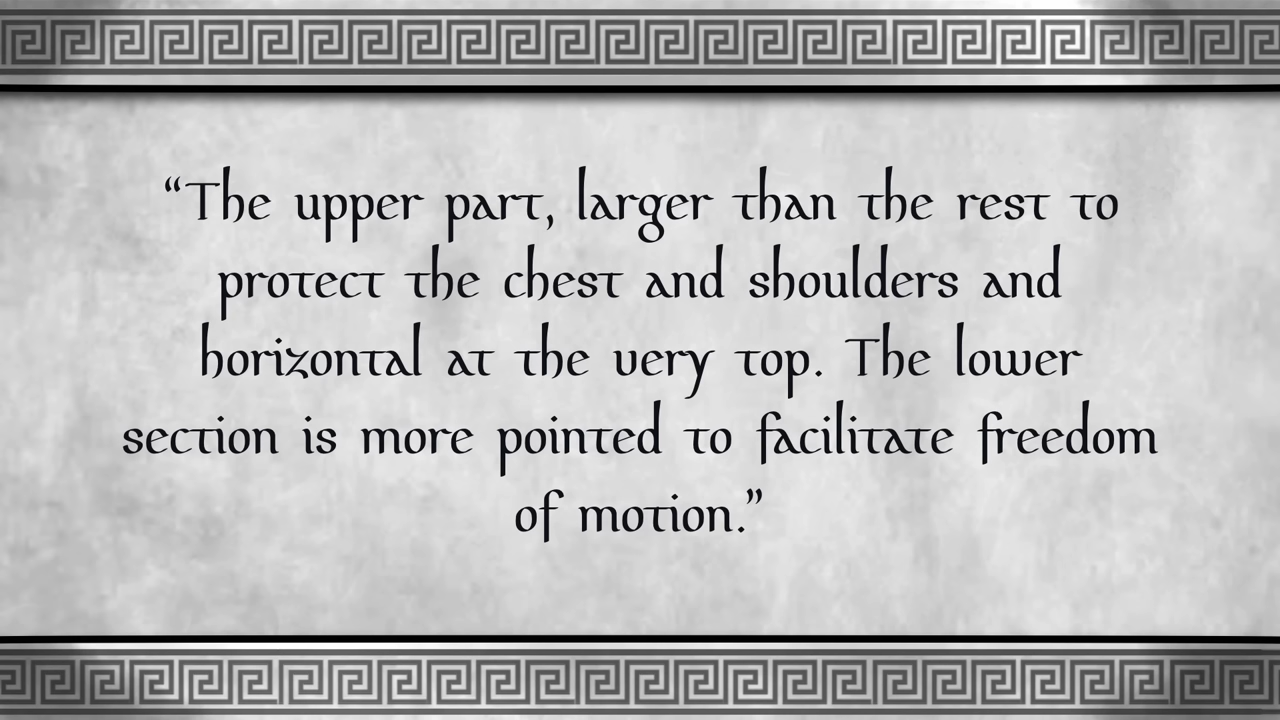 “The upper part, larger than the rest to
protect the chest and shoulders and
horizontal at the very top. The lower
section is more pointed to facilitate freedom
of motion.”